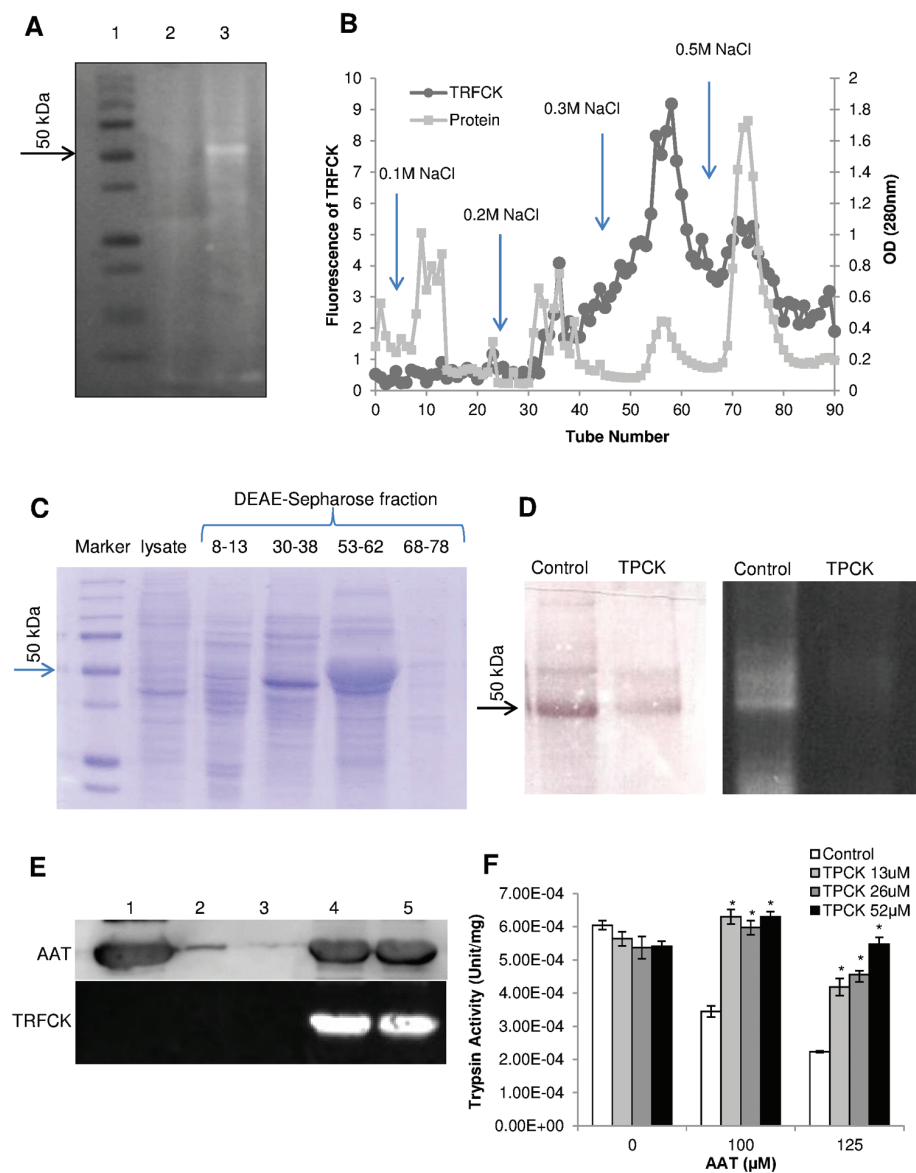 A
1 2 3
50 kDa
B
TRFCK
Protein
0.1M NaCl
0.2M NaCl
0.3M NaCl
0.5M NaCl
10
9
8
7
6
5
4
3
2
1
0
Fluorescence of TRFCK
2
1.8
1.6
1.4
1.2
1
0.8
0.6
0.4
0.2
0
OD (280nm)
0 10 20 30 40 50 60 70 80 90
Tube Number
C
DEAE-Sepharose fraction
Marker lysate 8-13 30-38 53-62 68-78
50 kDa
D
Control TPCK Control TPCK
50 kDa
E
1 2 3 4 5
AAT
TRFCK
F
Control
TPCK 13uM
TPCK 26uM
TPCK 52µM
7.00E-04
6.00E-04
5.00E-04
4.00E-04
3.00E-04
2.00E-04
1.00E-04
0.00E+00
Trypsin Activity (Unit/mg)
* * *
* * *
0 100 125
AAT (µM)